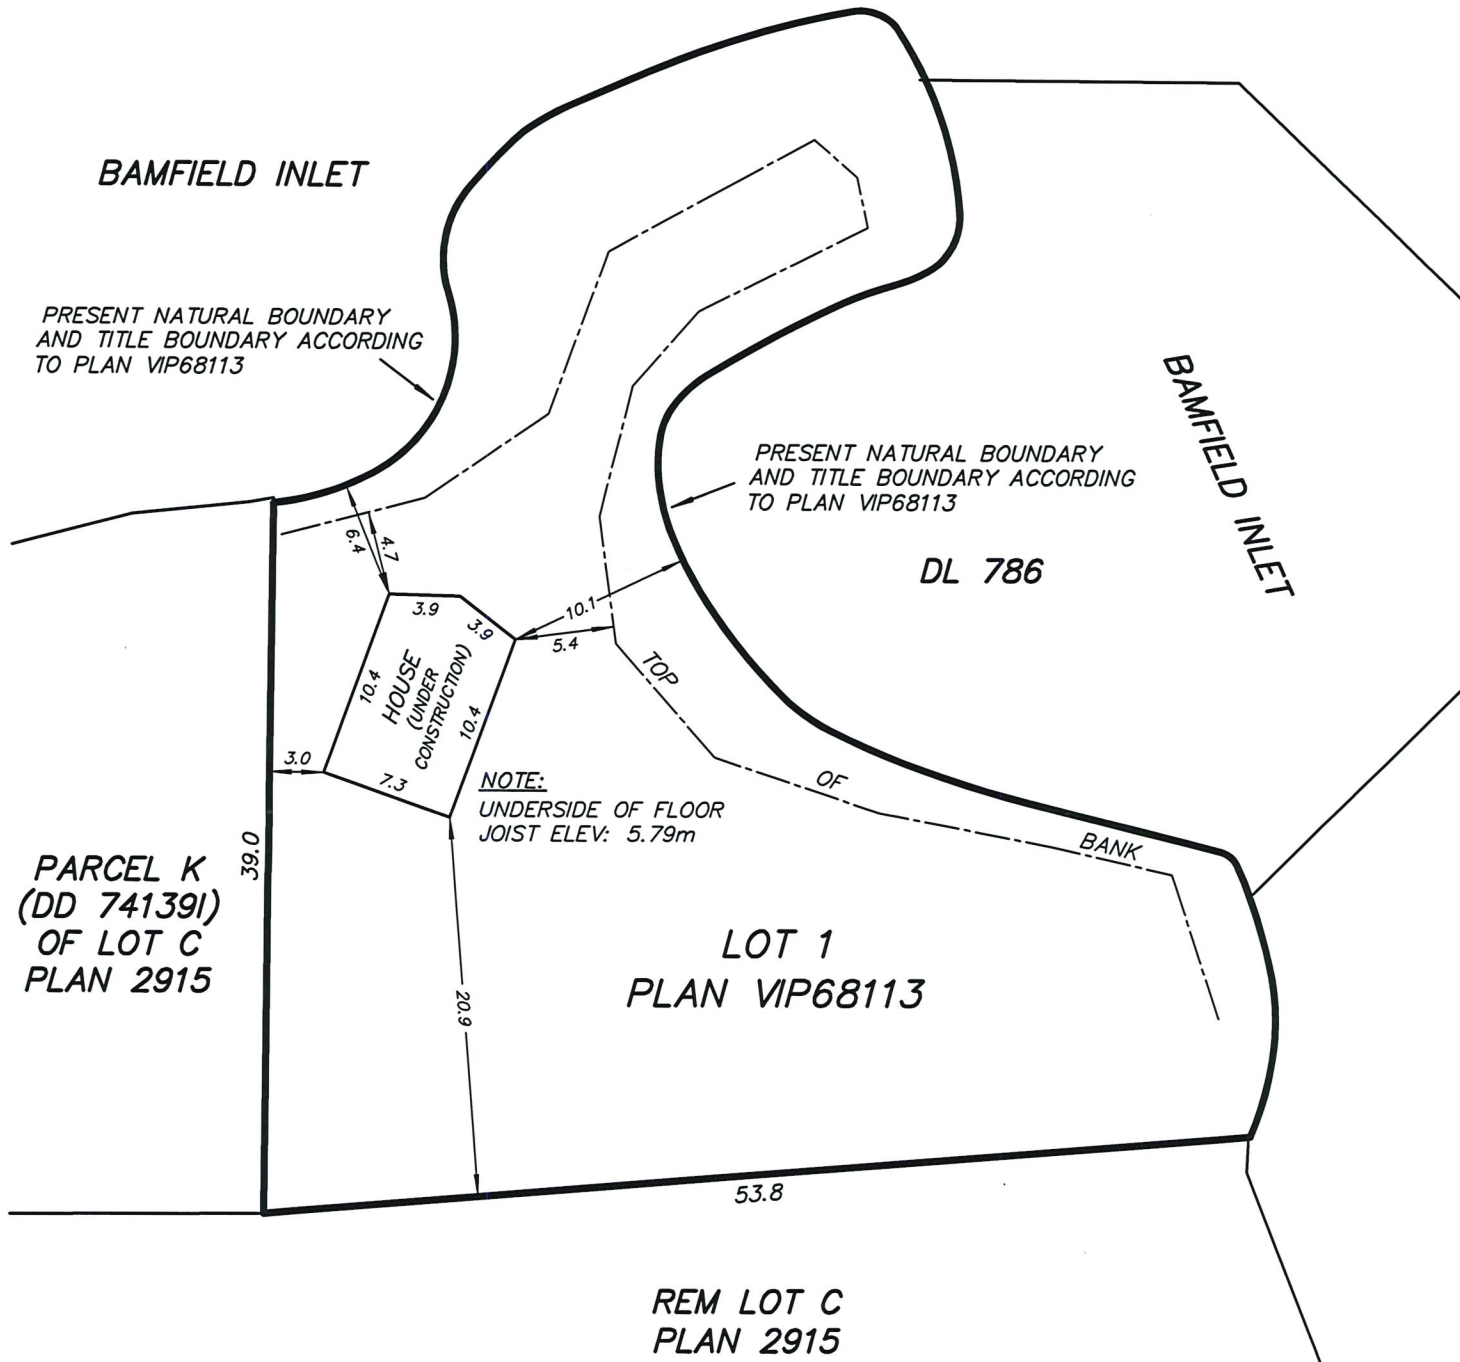 BAMFIELD INLET
PRESENT NATURAL BOUNDARY
AND TITLE BOUNDARY ACCORDING
TO PLAN VIP68113
BAMFIELD INLET
PRESENT NATURAL BOUNDARY
AND TITLE BOUNDARY ACCORDING
TO PLAN VIP68113
DL 786
6.4
4.7
3.9
3.9
10.1
5.4
10.4
HOUSE
(UNDER
CONSTRUCTION)
10.4
3.0
7.3
TOP
OF
BANK
NOTE:
UNDERSIDE OF FLOOR
JOIST ELEV: 5.79m
39.0
PARCEL K
(DD 74139I)
OF LOT C
PLAN 2915
LOT 1
PLAN VIP68113
20.9
53.8
REM LOT C
PLAN 2915